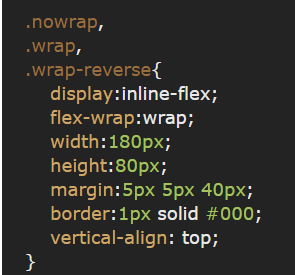 .nowrap,
.wrap,
.wrap-reverse{
display:inline-flex;
flex-wrap:wrap;
width:180px;
height:80px;
margin:5px 5px 40px;
border:1px solid #000;
vertical-align: top;
}